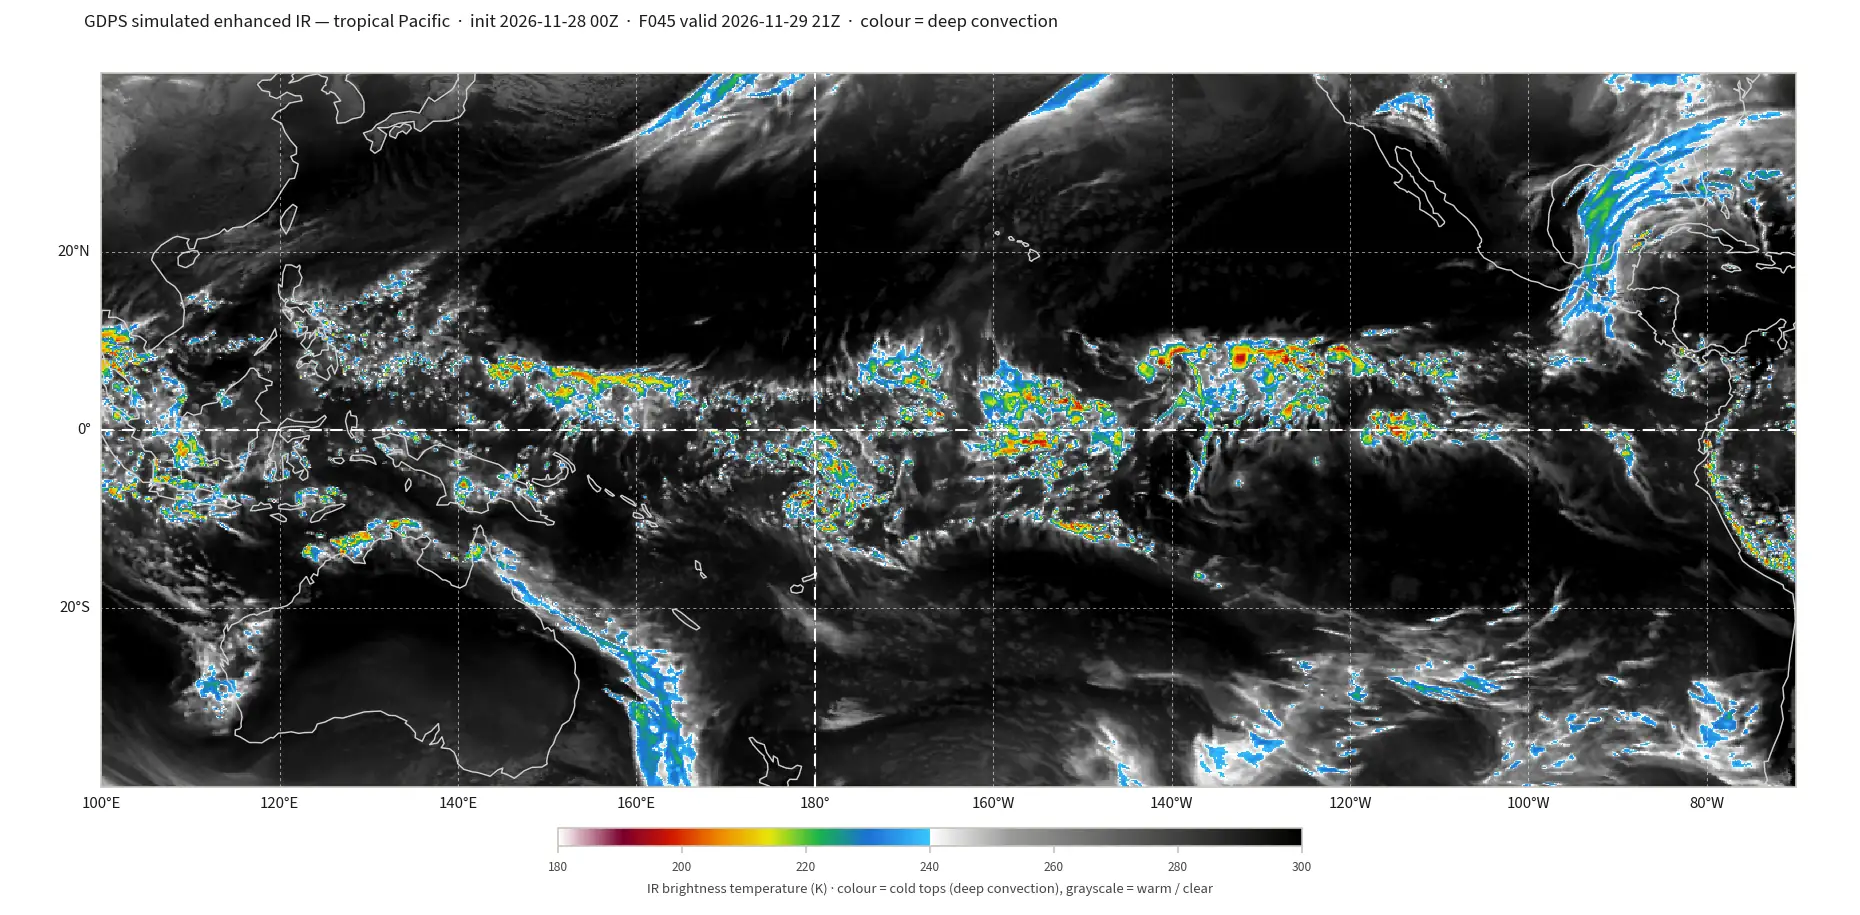 GDPS simulated enhanced IR — tropical Pacific · init 2026-11-28 00Z · F045 valid 2026-11-29 21Z · colour = deep convection
20°N
0°
20°S
100°E 120°E 140°E 160°E 180° 160°W 140°W 120°W 100°W 80°W
180 200 220 240 260 280 300
IR brightness temperature (K) · colour = cold tops (deep convection), grayscale = warm / clear